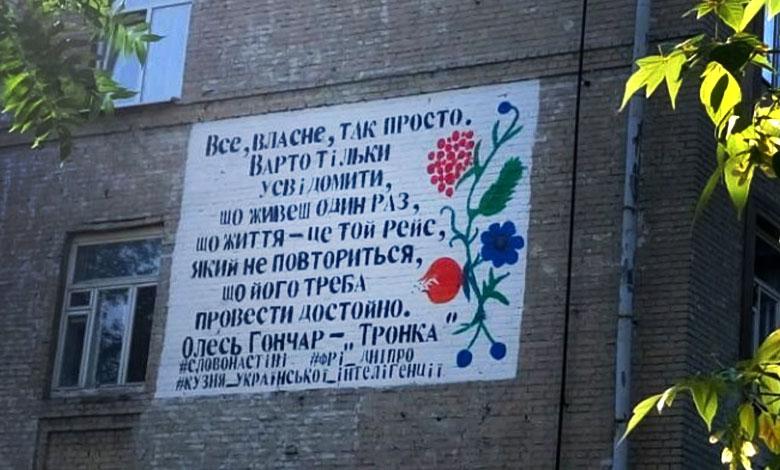 Все, власне, так просто.
Варто тільки
усвідомити,
що живеш один раз,
що життя – це той рейс,
який не повториться,
що його треба
провести достойно.
Олесь Гончар – „Тронка"
#словонастіні #фрі_дніпро
#кузня_української_інтелігенції